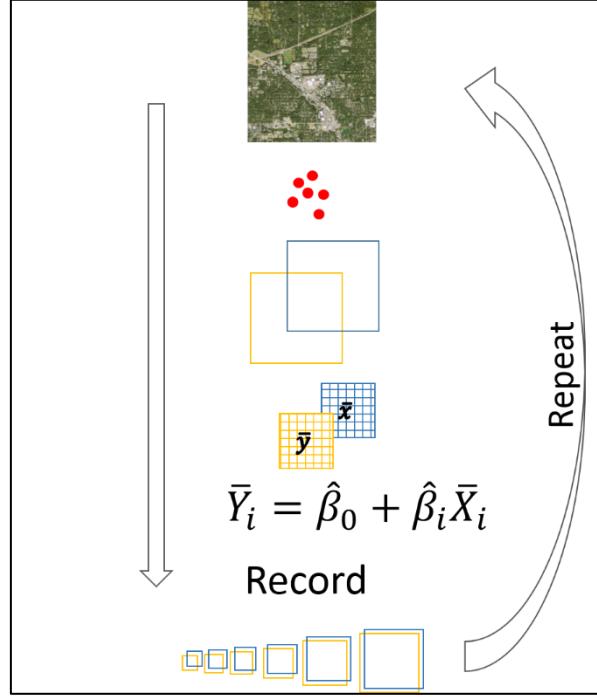 x̄
ȳ
Ȳᵢ = β̂₀ + β̂ᵢX̄ᵢ
Record
Repeat